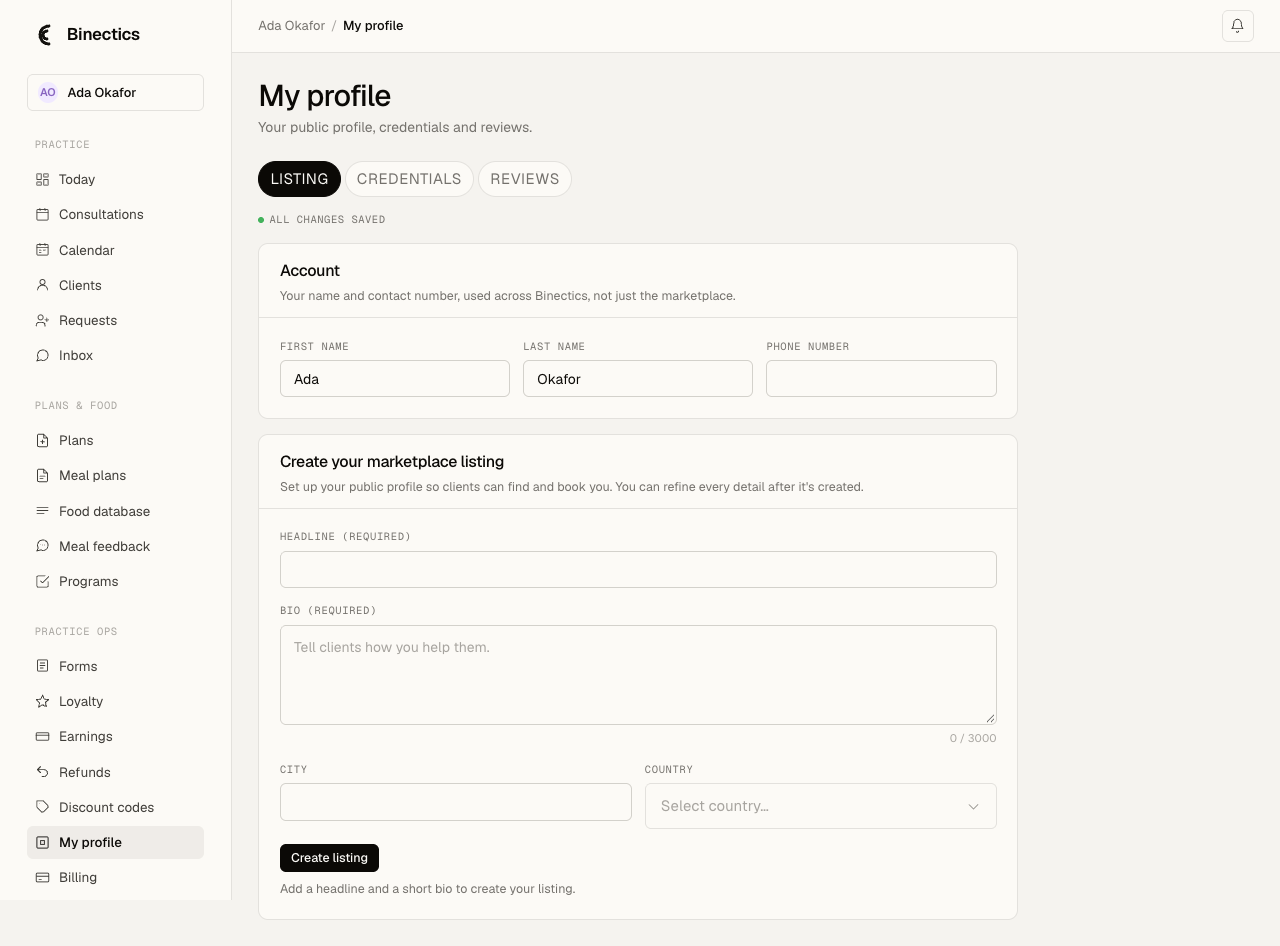 Binectics
AO Ada Okafor
PRACTICE
Today
Consultations
Calendar
Clients
Requests
Inbox
PLANS & FOOD
Plans
Meal plans
Food database
Meal feedback
Programs
PRACTICE OPS
Forms
Loyalty
Earnings
Refunds
Discount codes
My profile
Billing
Ada Okafor / My profile
My profile
Your public profile, credentials and reviews.
LISTING CREDENTIALS REVIEWS
ALL CHANGES SAVED
Account
Your name and contact number, used across Binectics, not just the marketplace.
FIRST NAME LAST NAME PHONE NUMBER
Ada Okafor
Create your marketplace listing
Set up your public profile so clients can find and book you. You can refine every detail after it's created.
HEADLINE (REQUIRED)
BIO (REQUIRED)
Tell clients how you help them.
0 / 3000
CITY COUNTRY
Select country…
Create listing
Add a headline and a short bio to create your listing.